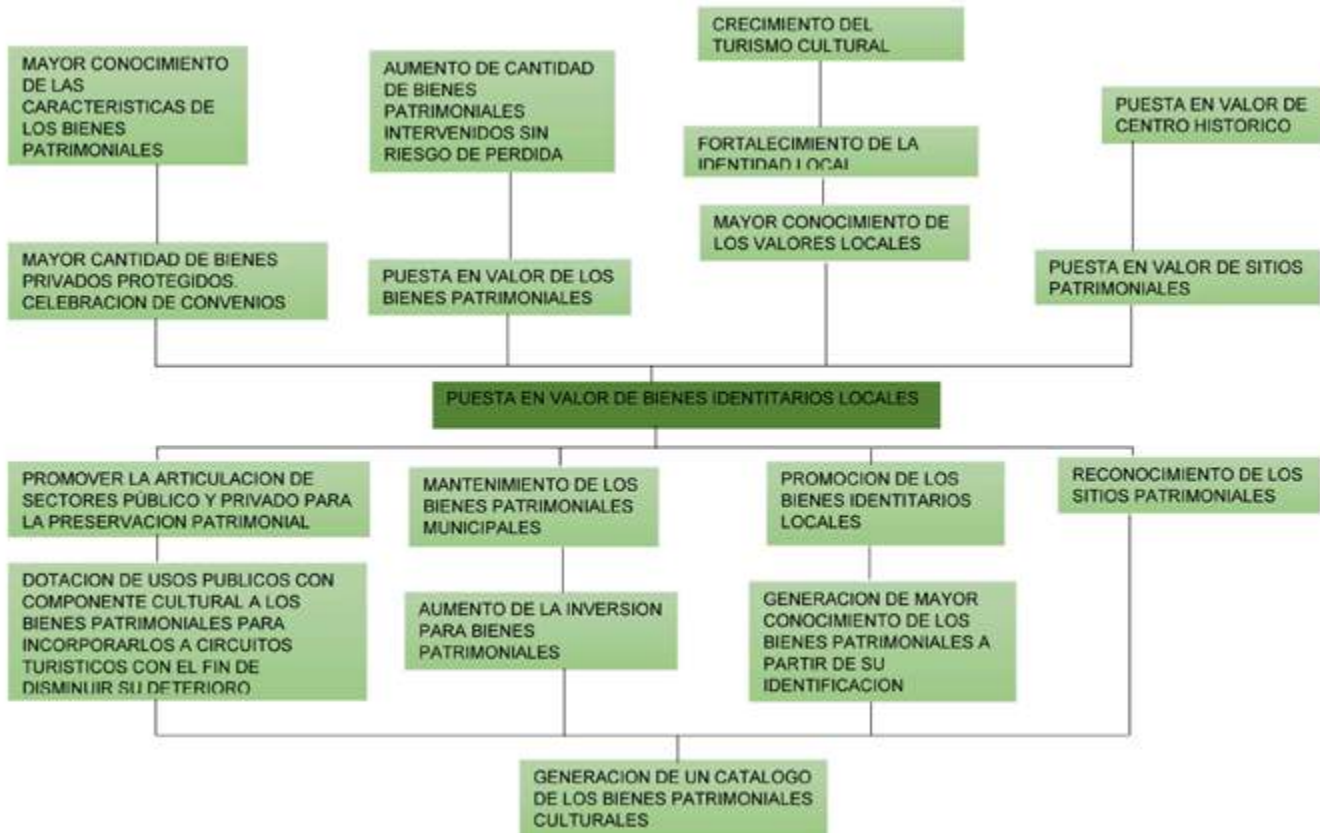 CRECIMIENTO DEL
TURISMO CULTURAL
MAYOR CONOCIMIENTO
DE LAS
CARACTERISTICAS DE
LOS BIENES
PATRIMONIALES
AUMENTO DE CANTIDAD
DE BIENES
PATRIMONIALES
INTERVENIDOS SIN
RIESGO DE PERDIDA
FORTALECIMIENTO DE LA
IDENTIDAD LOCAL
PUESTA EN VALOR DE
CENTRO HISTORICO
MAYOR CANTIDAD DE BIENES
PRIVADOS PROTEGIDOS.
CELEBRACION DE CONVENIOS
PUESTA EN VALOR DE LOS
BIENES PATRIMONIALES
MAYOR CONOCIMIENTO DE
LOS VALORES LOCALES
PUESTA EN VALOR DE SITIOS
PATRIMONIALES
PUESTA EN VALOR DE BIENES IDENTITARIOS LOCALES
PROMOVER LA ARTICULACION DE
SECTORES PÚBLICO Y PRIVADO PARA
LA PRESERVACION PATRIMONIAL
MANTENIMIENTO DE LOS
BIENES PATRIMONIALES
MUNICIPALES
PROMOCION DE LOS
BIENES IDENTITARIOS
LOCALES
RECONOCIMIENTO DE LOS
SITIOS PATRIMONIALES
DOTACION DE USOS PUBLICOS CON
COMPONENTE CULTURAL A LOS
BIENES PATRIMONIALES PARA
INCORPORARLOS A CIRCUITOS
TURISTICOS CON EL FIN DE
DISMINUIR SU DETERIORO
AUMENTO DE LA INVERSION
PARA BIENES
PATRIMONIALES
GENERACION DE MAYOR
CONOCIMIENTO DE LOS
BIENES PATRIMONIALES A
PARTIR DE SU
IDENTIFICACION
GENERACION DE UN CATALOGO
DE LOS BIENES PATRIMONIALES
CULTURALES